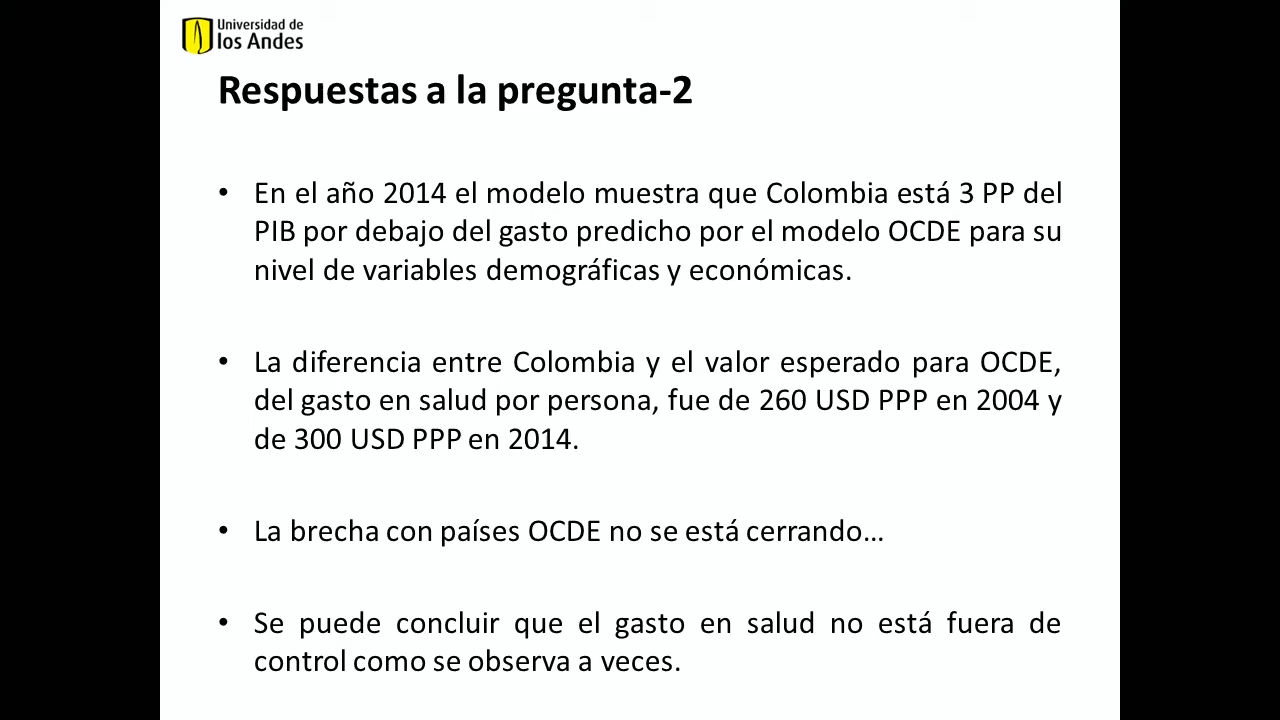 Universidad de
los Andes
Respuestas a la pregunta-2
• En el año 2014 el modelo muestra que Colombia está 3 PP del
PIB por debajo del gasto predicho por el modelo OCDE para su
nivel de variables demográficas y económicas.
• La diferencia entre Colombia y el valor esperado para OCDE,
del gasto en salud por persona, fue de 260 USD PPP en 2004 y
de 300 USD PPP en 2014.
• La brecha con países OCDE no se está cerrando…
• Se puede concluir que el gasto en salud no está fuera de
control como se observa a veces.